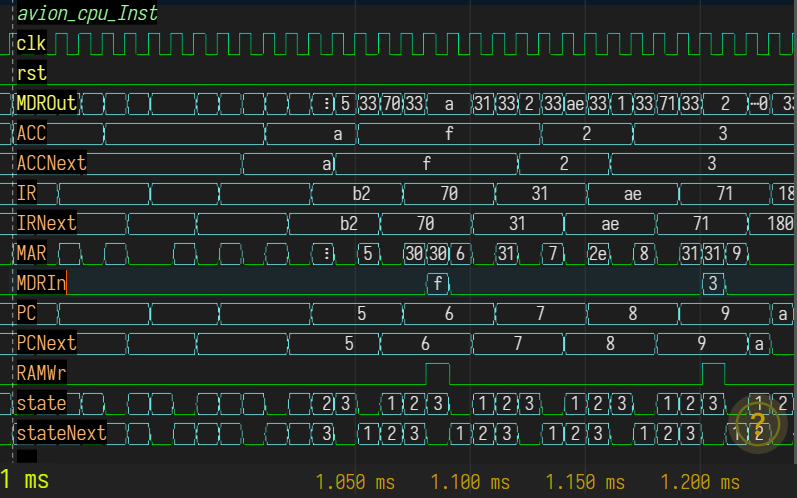 avion_cpu_Inst
clk
rst
MDROut ⋮ 5 33 70 33 a 31 33 2 33 ae 33 1 33 71 33 2 ⋯0 3
ACC a f 2 3
ACCNext a f 2 3
IR b2 70 31 ae 71 18
IRNext b2 70 31 ae 71 180
MAR ⋮ 5 30 30 6 31 7 2e 8 31 31 9
MDRIn f 3
PC 5 6 7 8 9 a
PCNext 5 6 7 8 9 a
RAMWr
state 2 3 1 2 3 1 2 3 1 2 3 1 2 3 1 2
stateNext 3 1 2 3 1 2 3 1 2 3 1 2 3 1 2
?
1 ms 1.050 ms 1.100 ms 1.150 ms 1.200 ms